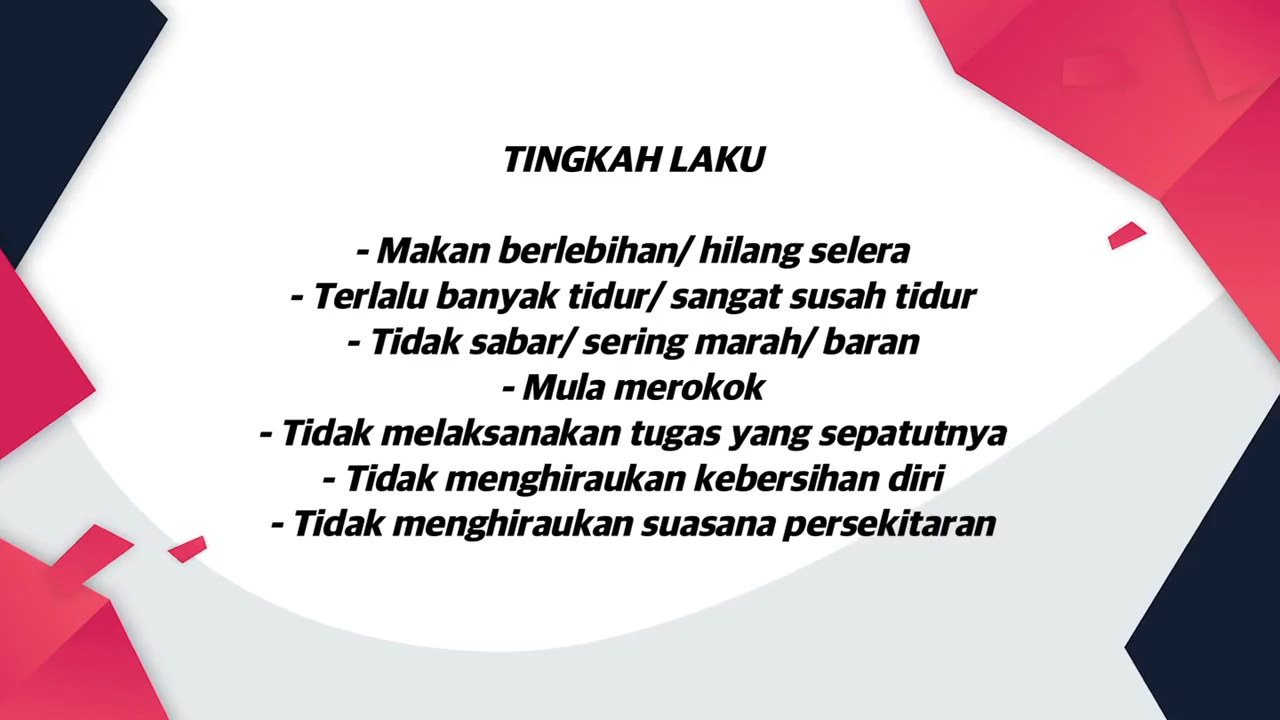 TINGKAH LAKU
- Makan berlebihan/ hilang selera
- Terlalu banyak tidur/ sangat susah tidur
- Tidak sabar/ sering marah/ baran
- Mula merokok
- Tidak melaksanakan tugas yang sepatutnya
- Tidak menghiraukan kebersihan diri
- Tidak menghiraukan suasana persekitaran